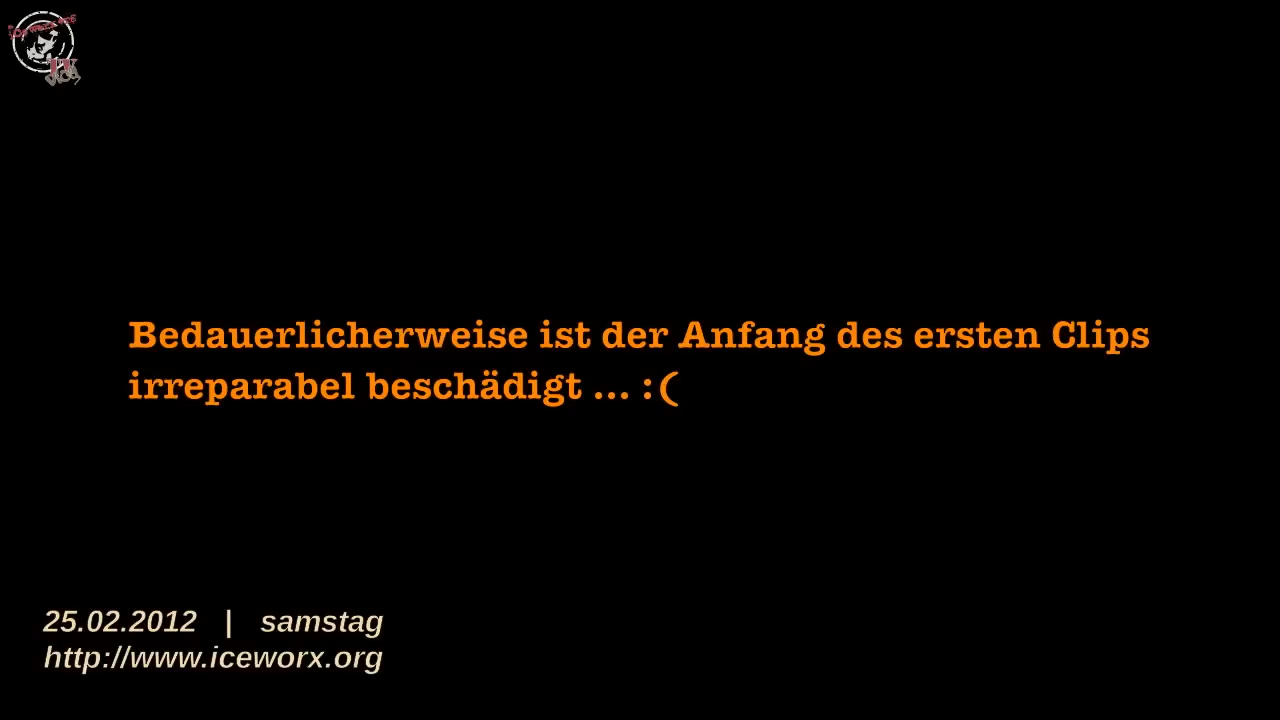 Bedauerlicherweise ist der Anfang des ersten Clips
irreparabel beschädigt ... :(
25.02.2012 | samstag
http://www.iceworx.org